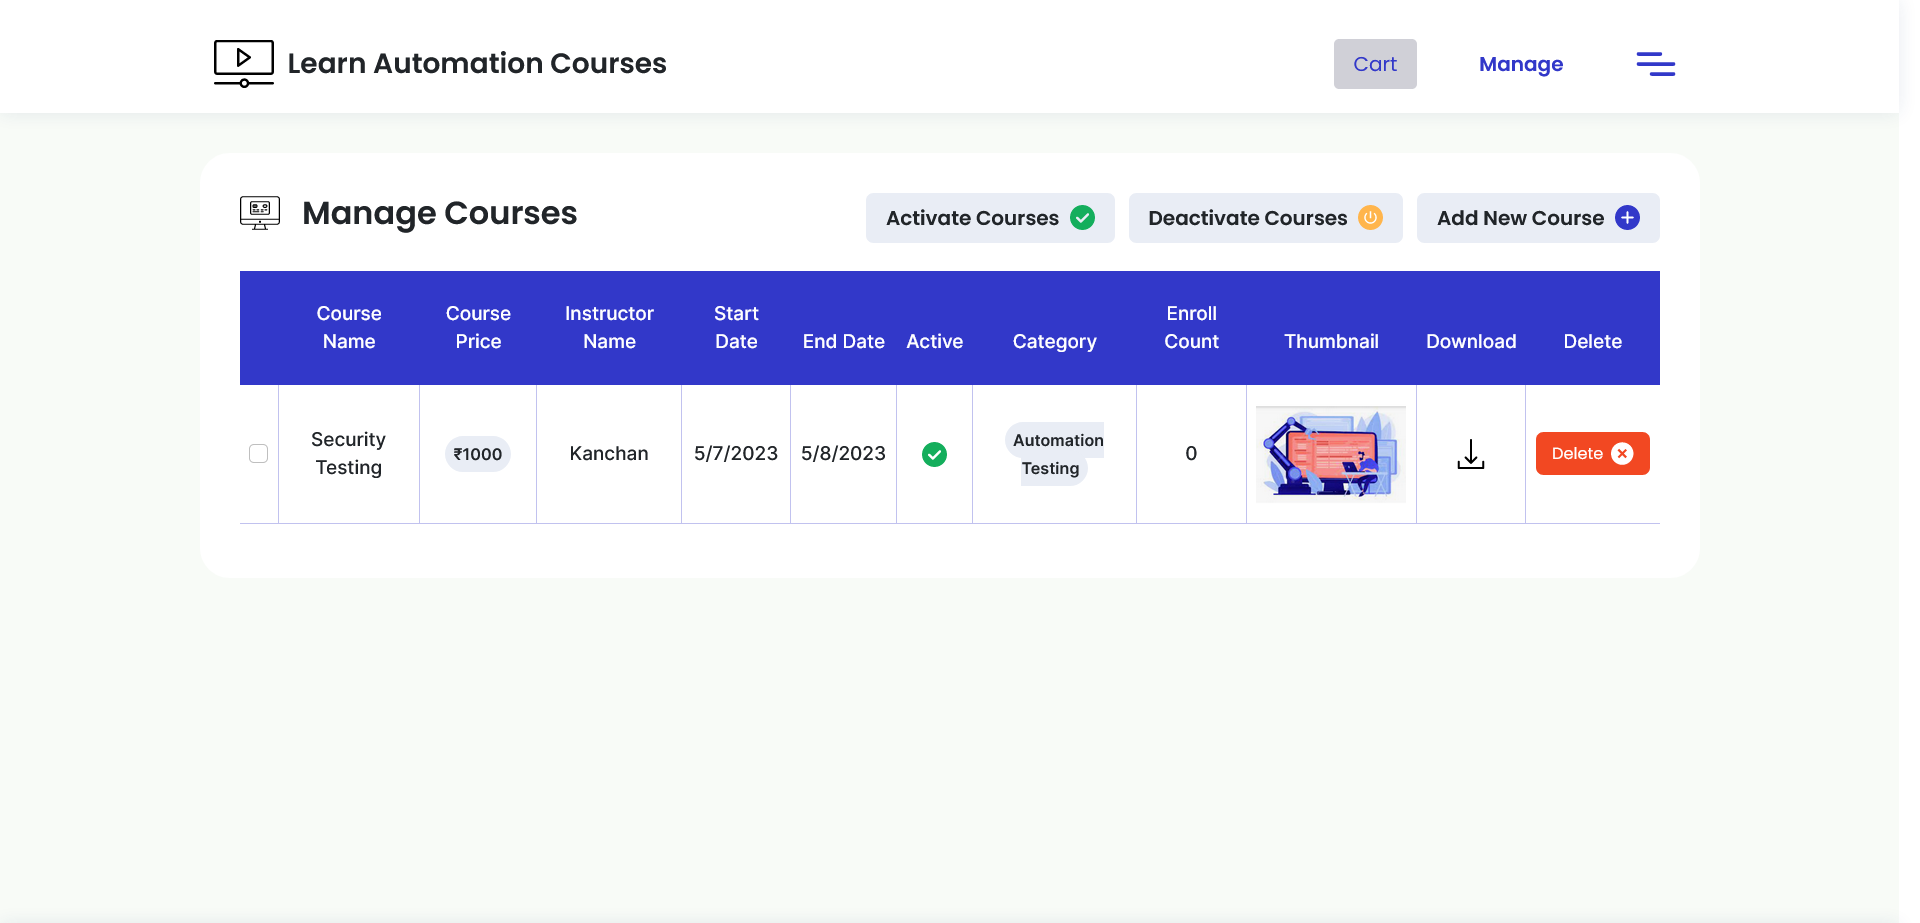 Learn Automation Courses
Cart
Manage
Manage Courses
Activate Courses
Deactivate Courses
Add New Course
Course
Name
Course
Price
Instructor
Name
Start
Date
End Date
Active
Category
Enroll
Count
Thumbnail
Download
Delete
Security
Testing
₹1000
Kanchan
5/7/2023
5/8/2023
Automation
Testing
0
Delete